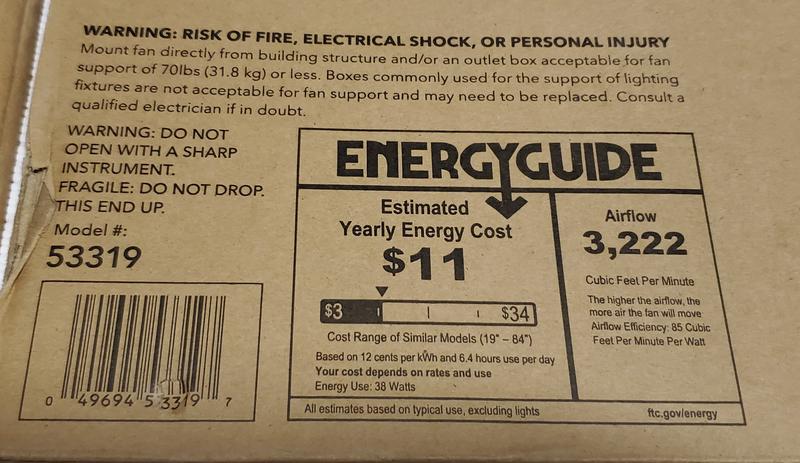 WARNING: RISK OF FIRE, ELECTRICAL SHOCK, OR PERSONAL INJURY
Mount fan directly from building structure and/or an outlet box acceptable for fan
support of 70lbs (31.8 kg) or less. Boxes commonly used for the support of lighting
fixtures are not acceptable for fan support and may need to be replaced. Consult a
qualified electrician if in doubt.
WARNING: DO NOT
OPEN WITH A SHARP
INSTRUMENT.
FRAGILE: DO NOT DROP.
THIS END UP.
Model #:
53319
0 49694 53319 7
ENERGYGUIDE
Estimated
Yearly Energy Cost
$11
$3 $34
Cost Range of Similar Models (19" – 84")
Based on 12 cents per kWh and 6.4 hours use per day
Your cost depends on rates and use
Energy Use: 38 Watts
Airflow
3,222
Cubic Feet Per Minute
The higher the airflow, the
more air the fan will move
Airflow Efficiency: 85 Cubic
Feet Per Minute Per Watt
All estimates based on typical use, excluding lights
ftc.gov/energy